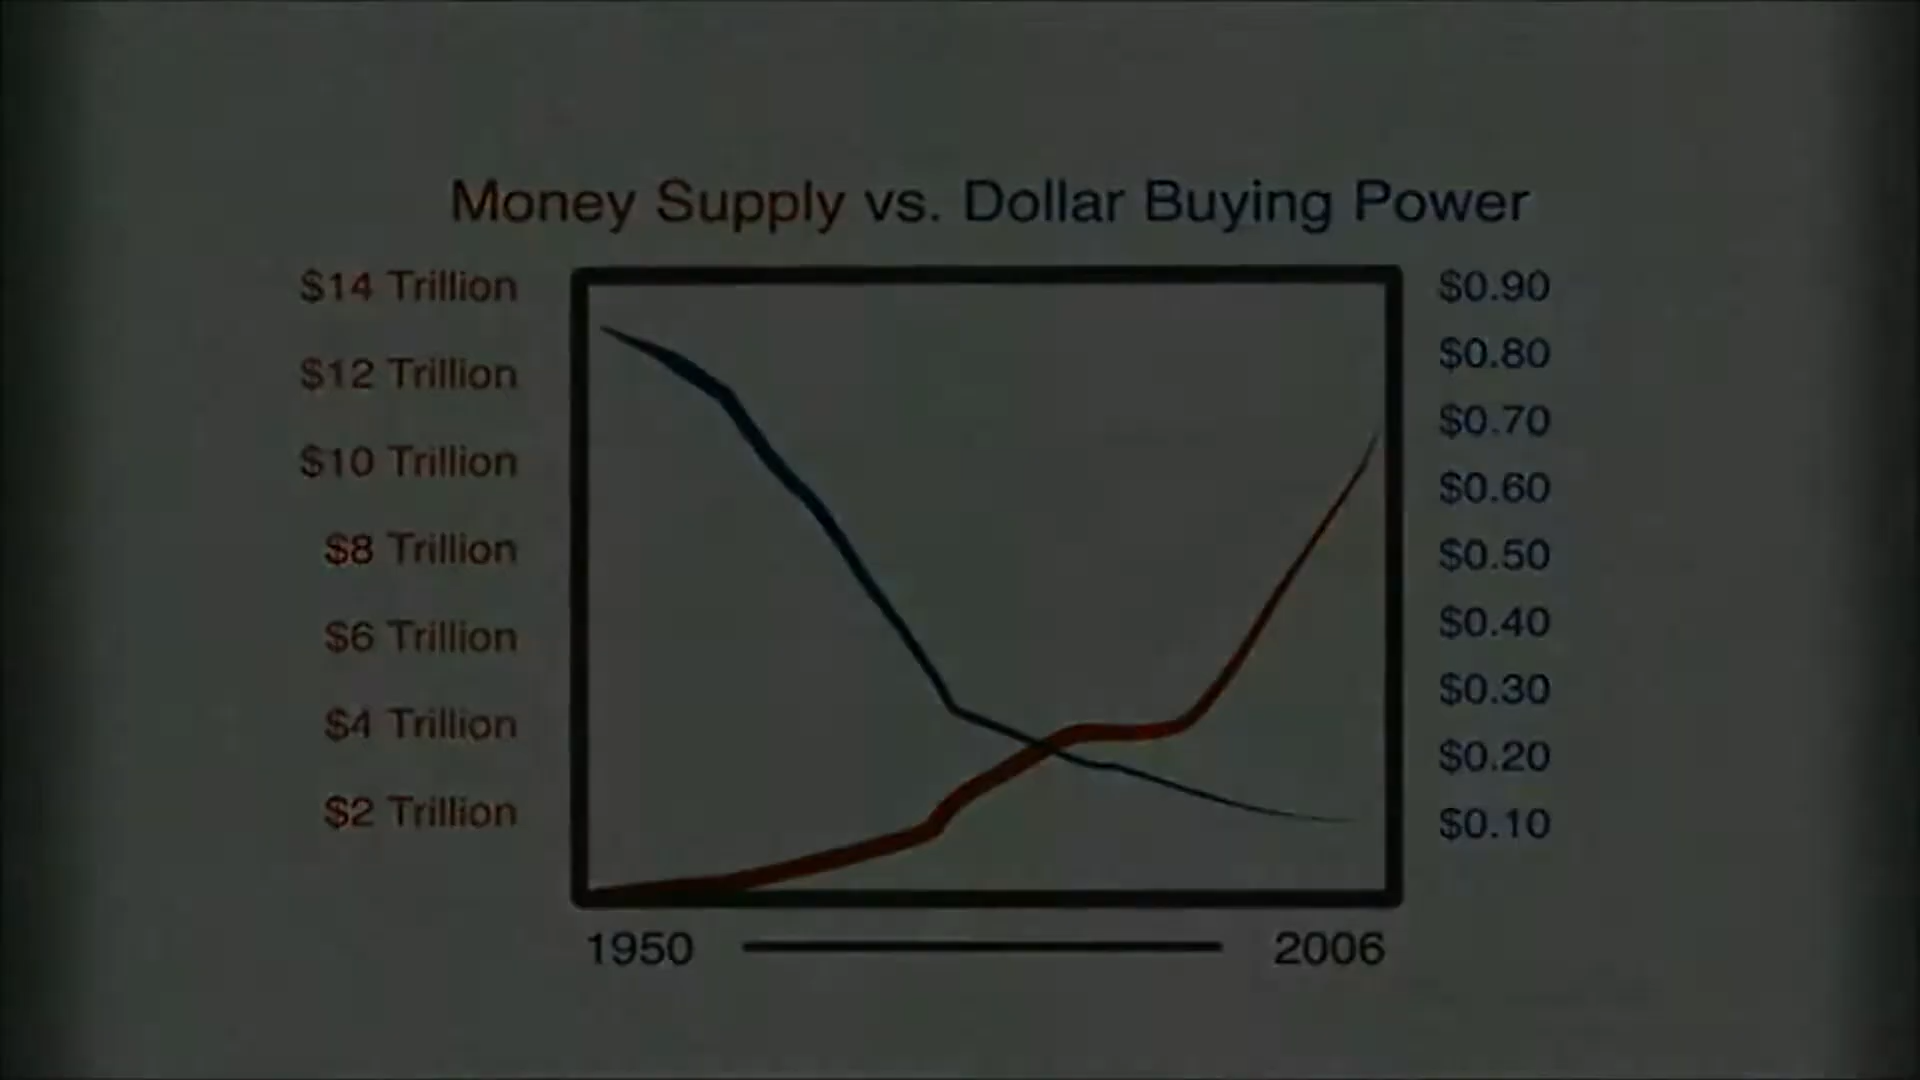 Money Supply vs. Dollar Buying Power
$14 Trillion
$12 Trillion
$10 Trillion
$8 Trillion
$6 Trillion
$4 Trillion
$2 Trillion
$0.90
$0.80
$0.70
$0.60
$0.50
$0.40
$0.30
$0.20
$0.10
1950 2006